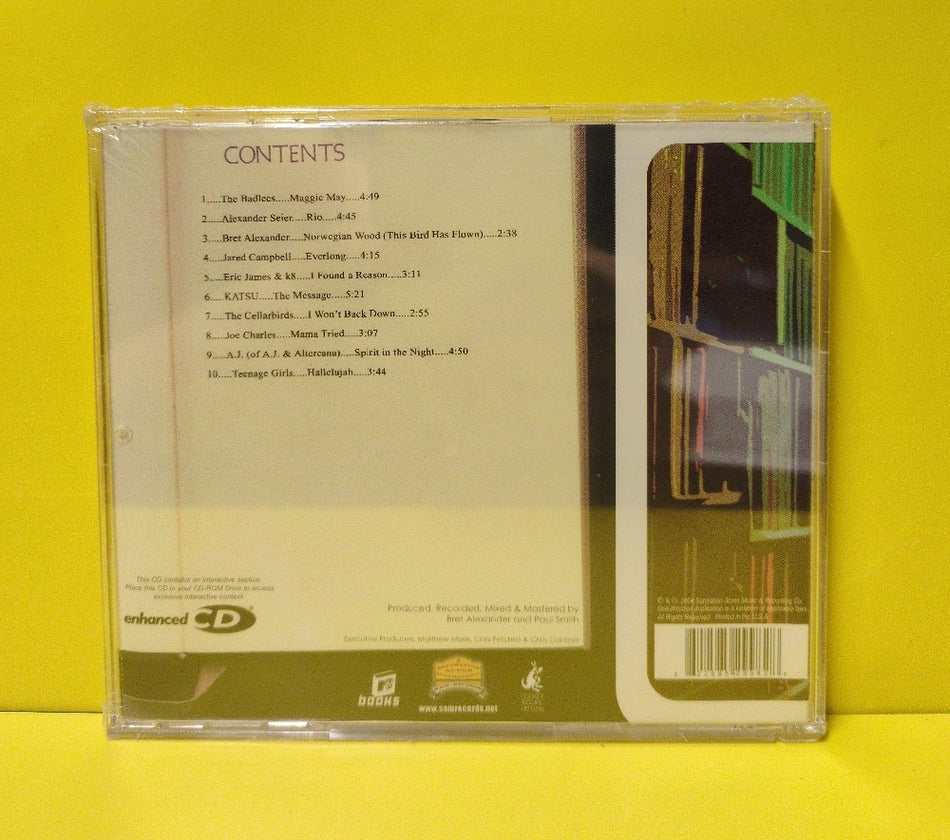 CONTENTS
1.....The Badlees.....Maggie May.....4:49
2.....Alexander Seier.....Rio.....4:45
3.....Bret Alexander.....Norwegian Wood (This Bird Has Flown).....2:38
4.....Jared Campbell.....Everlong.....4:15
5.....Eric James & k8.....I Found a Reason.....3:11
6.....KATSU.....The Message.....5:21
7.....The Cellarbirds.....I Won't Back Down.....2:55
8.....Joe Charles.....Mama Tried.....3:07
9.....A.J. (of A.J. & Altercana).....Spirit in the Night.....4:50
10.....Teenage Girls.....Hallelujah.....3:44
This CD contains an interactive section.
Place this CD in your CD-ROM Drive to access
exclusive interactive content.
enhanced CD
Produced, Recorded, Mixed & Mastered by
Bret Alexander and Paul Smith
Executive Producers: Matthew Miele, Chris Fetchko & Chris Gardner
MTV
books
www.samrecords.net
All Rights Reserved. Printed in the U.S.A.